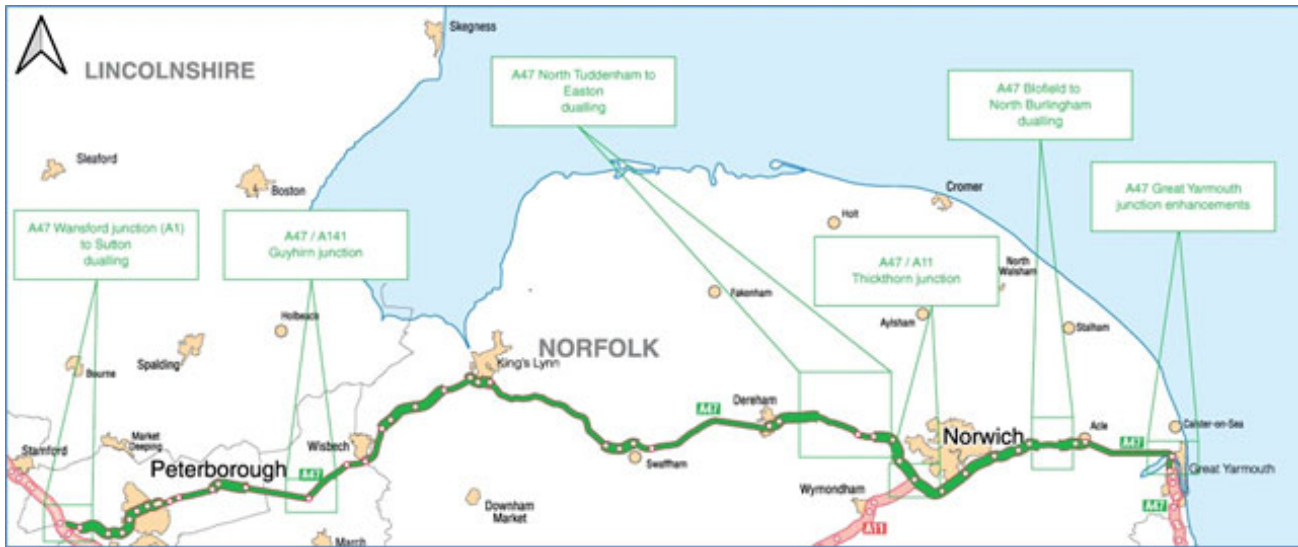 Skegness
LINCOLNSHIRE
A47 North Tuddenham to
Easton
dualling
A47 Blofield to
North Burlingham
dualling
Sleaford
Boston
Cromer
A47 Great Yarmouth
junction enhancements
A47 Wansford junction (A1)
to Sutton
dualling
A47 / A141
Guyhirn junction
Holt
A47 / A11
Thickthorn junction
North
Walsham
Fakenham
Holbeach
Aylsham
Stalham
NORFOLK
King's Lynn
Spalding
Bourne
Dereham
A47
Caister-on-Sea
Acle
Norwich
A47
Market
Deeping
Wisbech
Stamford
Peterborough
A47
Swaffham
Great Yarmouth
Wymondham
A47
Downham
Market
A11
March